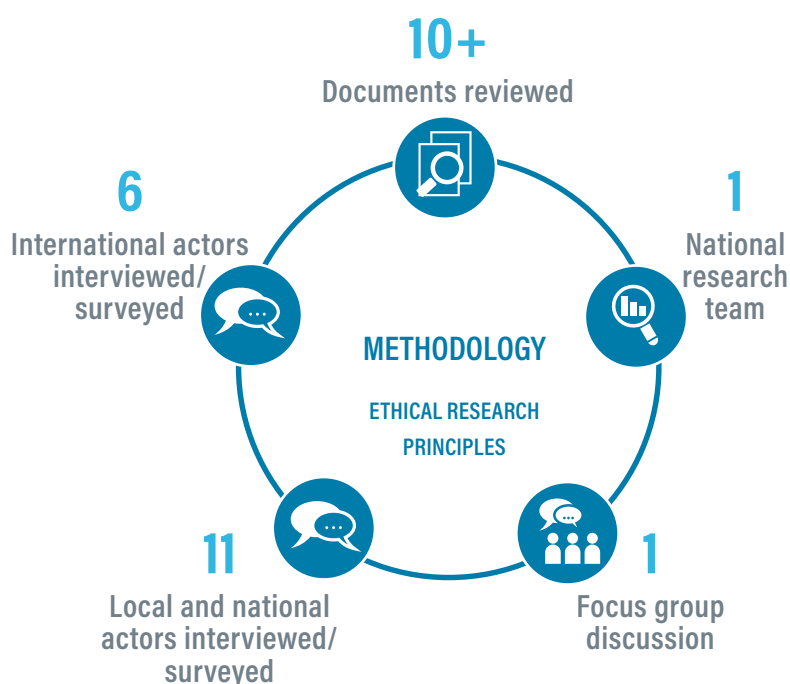 10+
Documents reviewed
6
International actors
interviewed/
surveyed
1
National
research
team
METHODOLOGY
ETHICAL RESEARCH
PRINCIPLES
11
Local and national
actors interviewed/
surveyed
1
Focus group
discussion